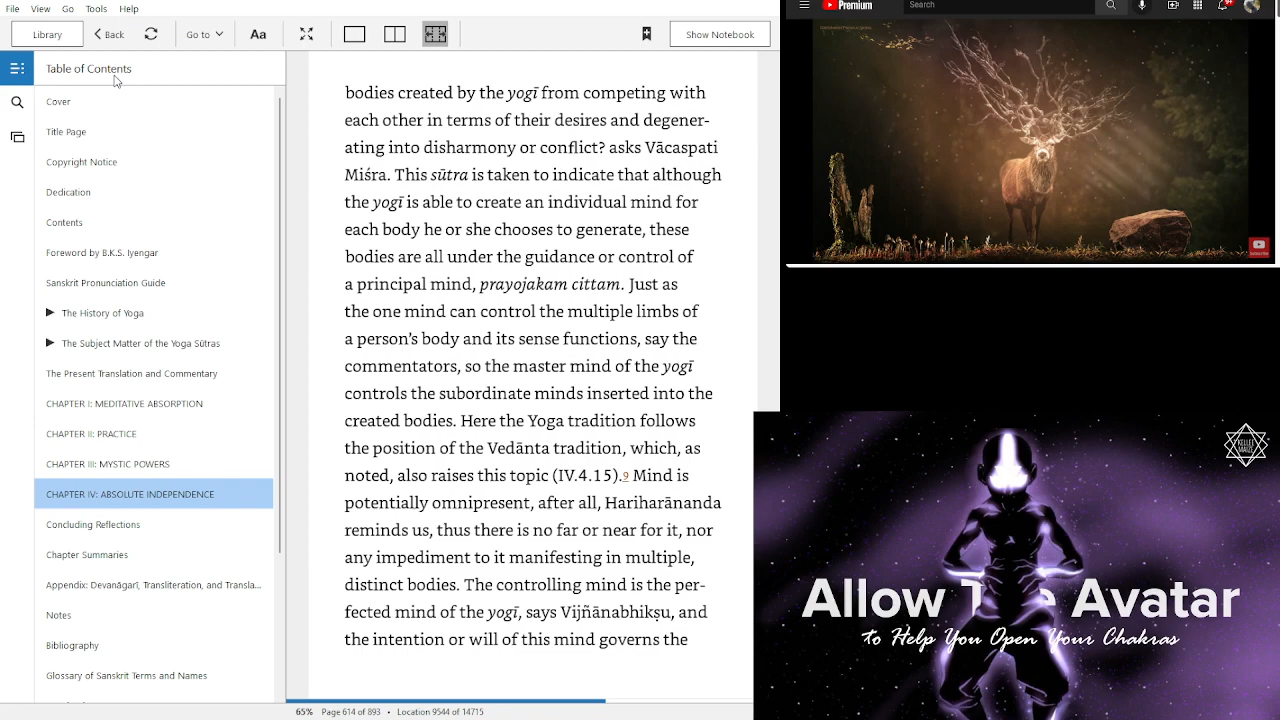 File View Go Tools Help
Library Back Go to Aa Show Notebook
Table of Contents
Cover
Title Page
Copyright Notice
Dedication
Contents
Foreword by B.K.S. Iyengar
Sanskrit Pronunciation Guide
The History of Yoga
The Subject Matter of the Yoga Sūtras
The Present Translation and Commentary
CHAPTER I: MEDITATIVE ABSORPTION
CHAPTER II: PRACTICE
CHAPTER III: MYSTIC POWERS
CHAPTER IV: ABSOLUTE INDEPENDENCE
Concluding Reflections
Chapter Summaries
Appendix: Devanāgarī, Transliteration, and Transla...
Notes
Bibliography
Glossary of Sanskrit Terms and Names
bodies created by the yogī from competing with
each other in terms of their desires and degener-
ating into disharmony or conflict? asks Vācaspati
Miśra. This sūtra is taken to indicate that although
the yogī is able to create an individual mind for
each body he or she chooses to generate, these
bodies are all under the guidance or control of
a principal mind, prayojakam cittam. Just as
the one mind can control the multiple limbs of
a person's body and its sense functions, say the
commentators, so the master mind of the yogī
controls the subordinate minds inserted into the
created bodies. Here the Yoga tradition follows
the position of the Vedānta tradition, which, as
noted, also raises this topic (IV.4.15).9 Mind is
potentially omnipresent, after all, Hariharānanda
reminds us, thus there is no far or near for it, nor
any impediment to it manifesting in multiple,
distinct bodies. The controlling mind is the per-
fected mind of the yogī, says Vijñānabhikṣu, and
the intention or will of this mind governs the
65% Page 614 of 893 • Location 9544 of 14715
Premium Search 9+
Subscribe
Allow The Avatar
to Help You Open Your Chakras